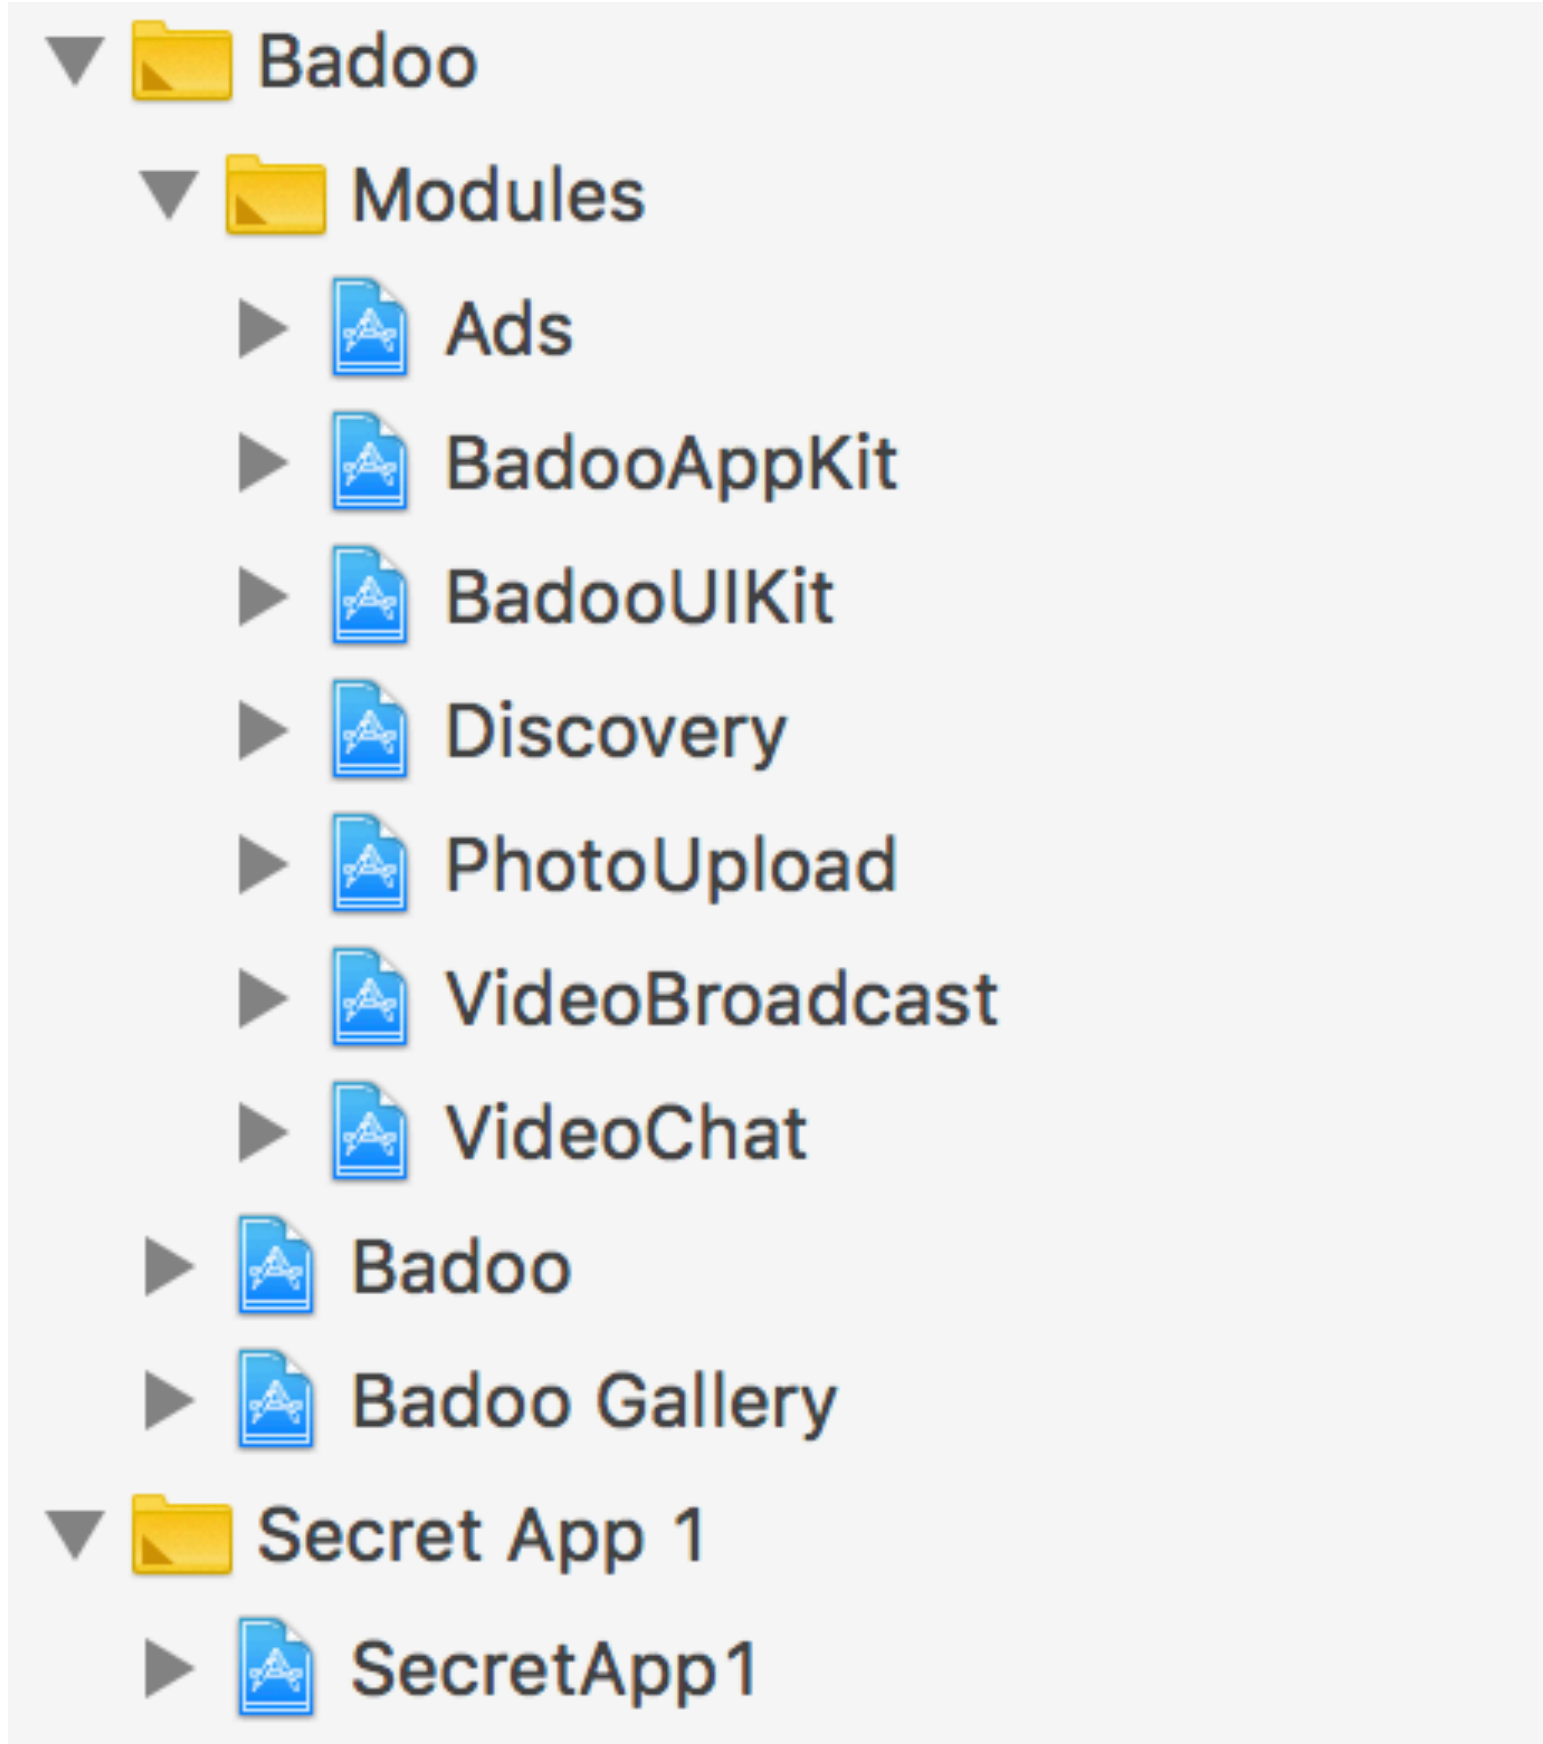 Badoo
Modules
Ads
BadooAppKit
BadooUIKit
Discovery
PhotoUpload
VideoBroadcast
VideoChat
Badoo
Badoo Gallery
Secret App 1
SecretApp1